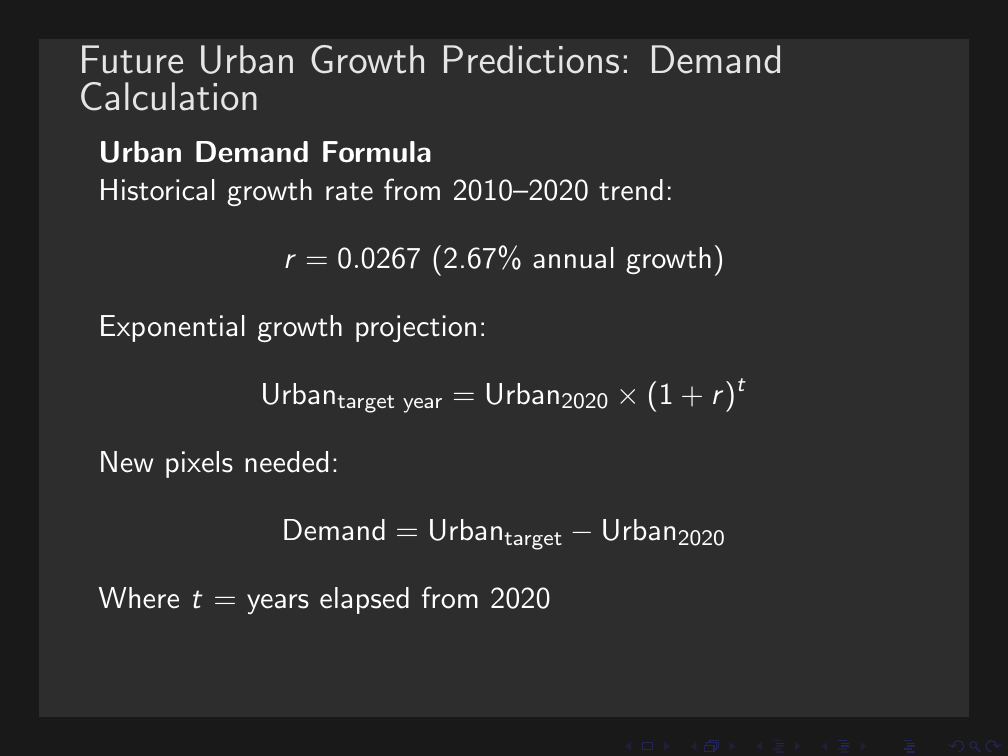 Future Urban Growth Predictions: Demand
Calculation
Urban Demand Formula
Historical growth rate from 2010–2020 trend:
r = 0.0267 (2.67% annual growth)
Exponential growth projection:
Urban_target year = Urban_2020 × (1 + r)^t
New pixels needed:
Demand = Urban_target − Urban_2020
Where t = years elapsed from 2020